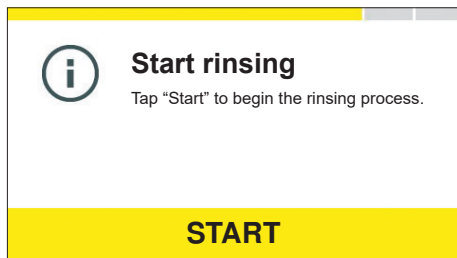 Start rinsing
Tap “Start” to begin the rinsing process.
START